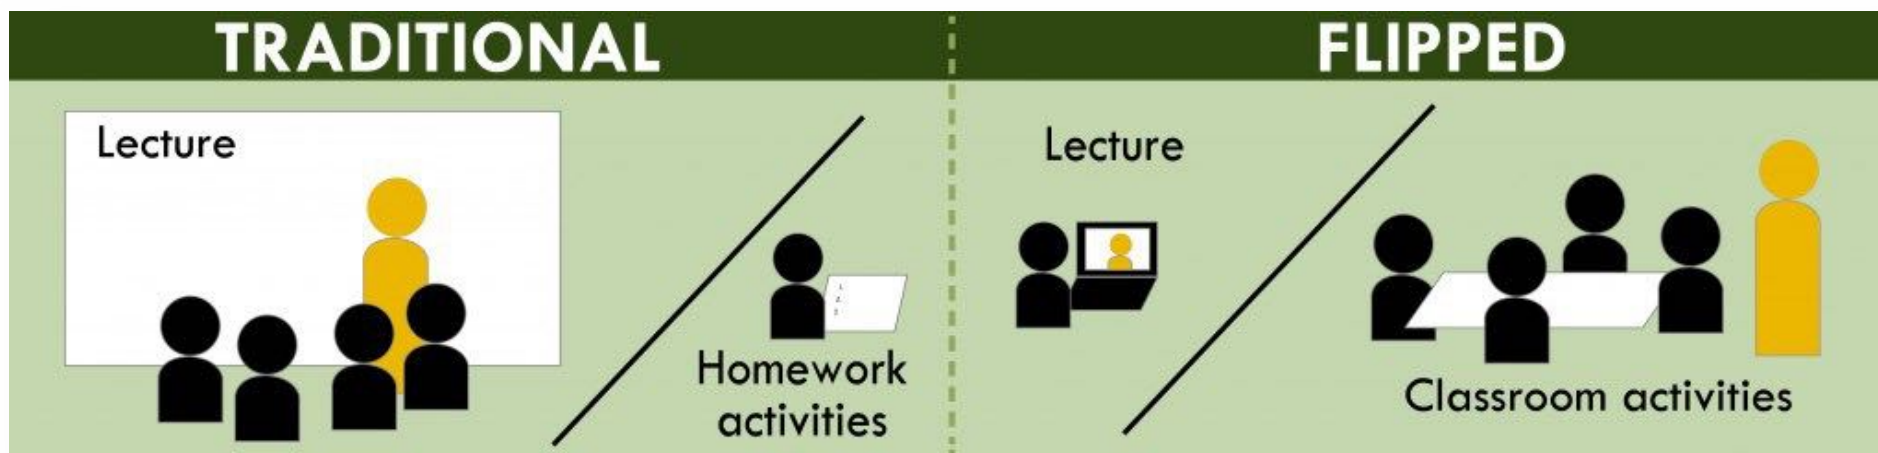 TRADITIONAL
Lecture
Homework
activities
FLIPPED
Lecture
Classroom activities